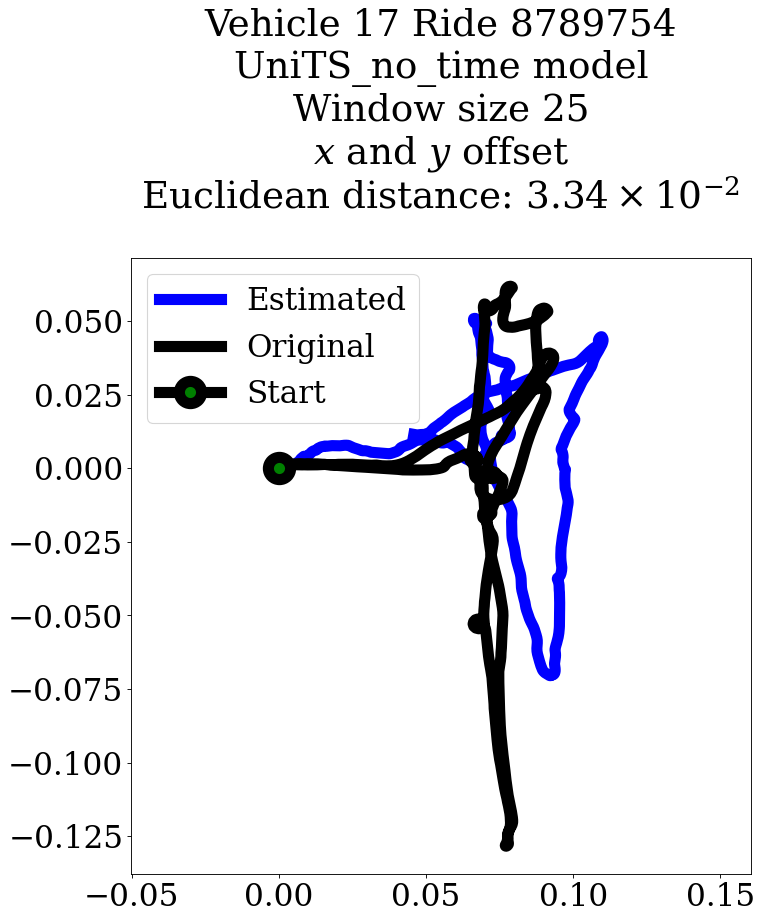 Vehicle 17 Ride 8789754
UniTS_no_time model
Window size 25
x and y offset
Euclidean distance: 3.34 × 10⁻²
Estimated
Original
Start
0.050
0.025
0.000
−0.025
−0.050
−0.075
−0.100
−0.125
−0.05 0.00 0.05 0.10 0.15